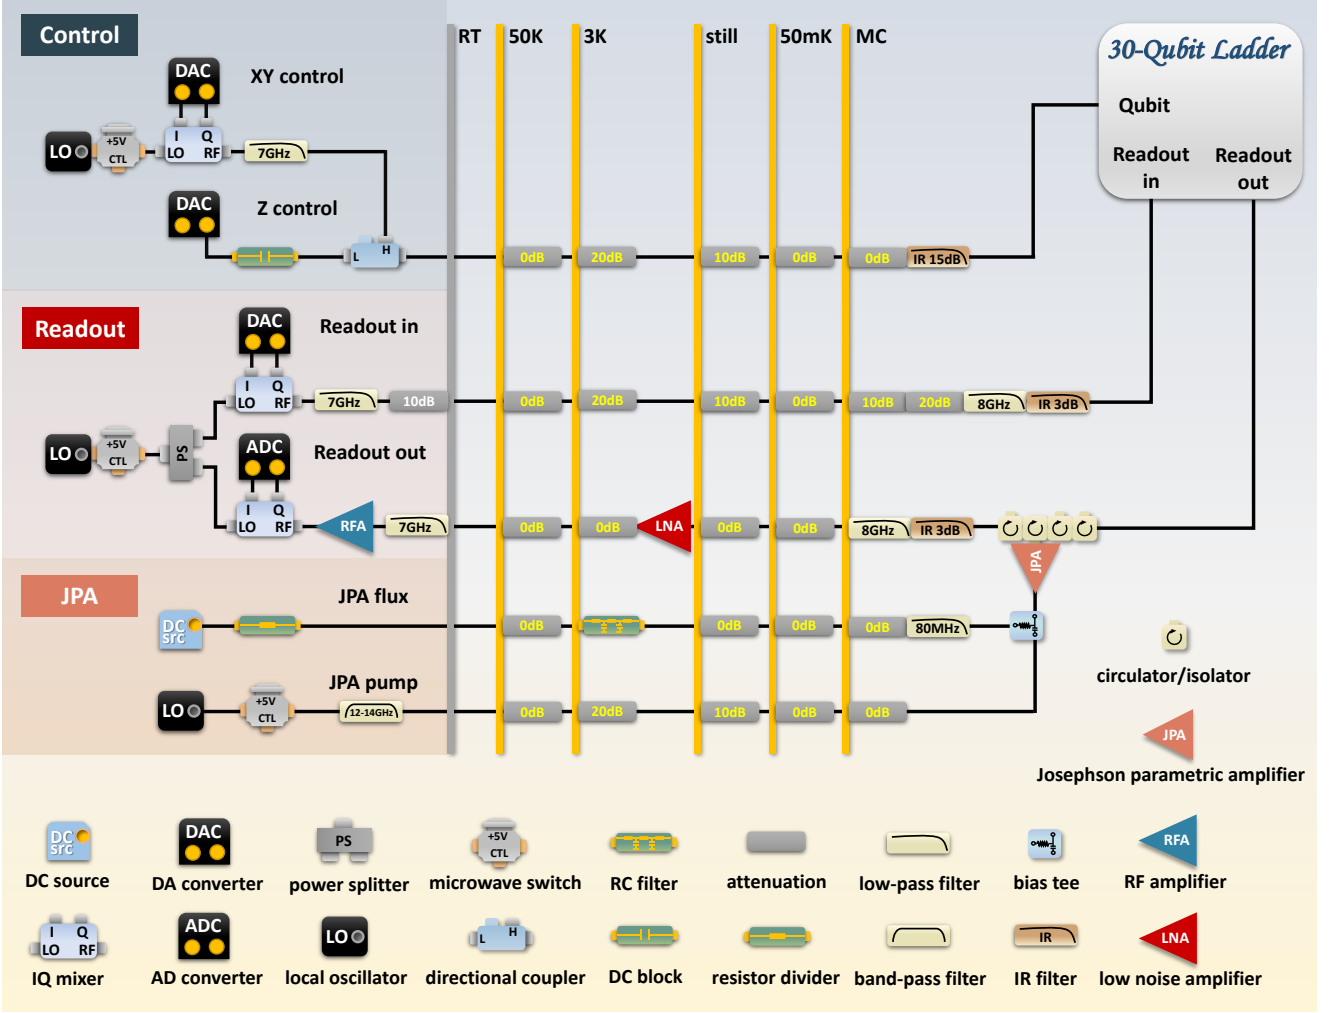 Control
RT
50K
3K
still
50mK
MC
30-Qubit Ladder
DAC
XY control
Qubit
I Q
LO
+5V
CTL
LO RF
7GHz
Readout
in
Readout
out
DAC
Z control
L
H
0dB
20dB
10dB
0dB
0dB
IR 15dB
Readout
DAC
Readout in
I Q
LO RF
7GHz
10dB
0dB
20dB
10dB
0dB
10dB
20dB
8GHz
IR 3dB
LO
+5V
CTL
PS
ADC
Readout out
I Q
LO RF
RFA
7GHz
0dB
0dB
LNA
0dB
0dB
8GHz
IR 3dB
JPA
JPA
JPA flux
DC
src
0dB
0dB
0dB
0dB
80MHz
circulator/isolator
JPA pump
LO
+5V
CTL
12-14GHz
0dB
20dB
10dB
0dB
0dB
JPA
Josephson parametric amplifier
DC
src
DAC
PS
+5V
CTL
RFA
DC source
DA converter
power splitter
microwave switch
RC filter
attenuation
low-pass filter
bias tee
RF amplifier
I Q
LO RF
ADC
LO
L
H
IR
LNA
IQ mixer
AD converter
local oscillator
directional coupler
DC block
resistor divider
band-pass filter
IR filter
low noise amplifier